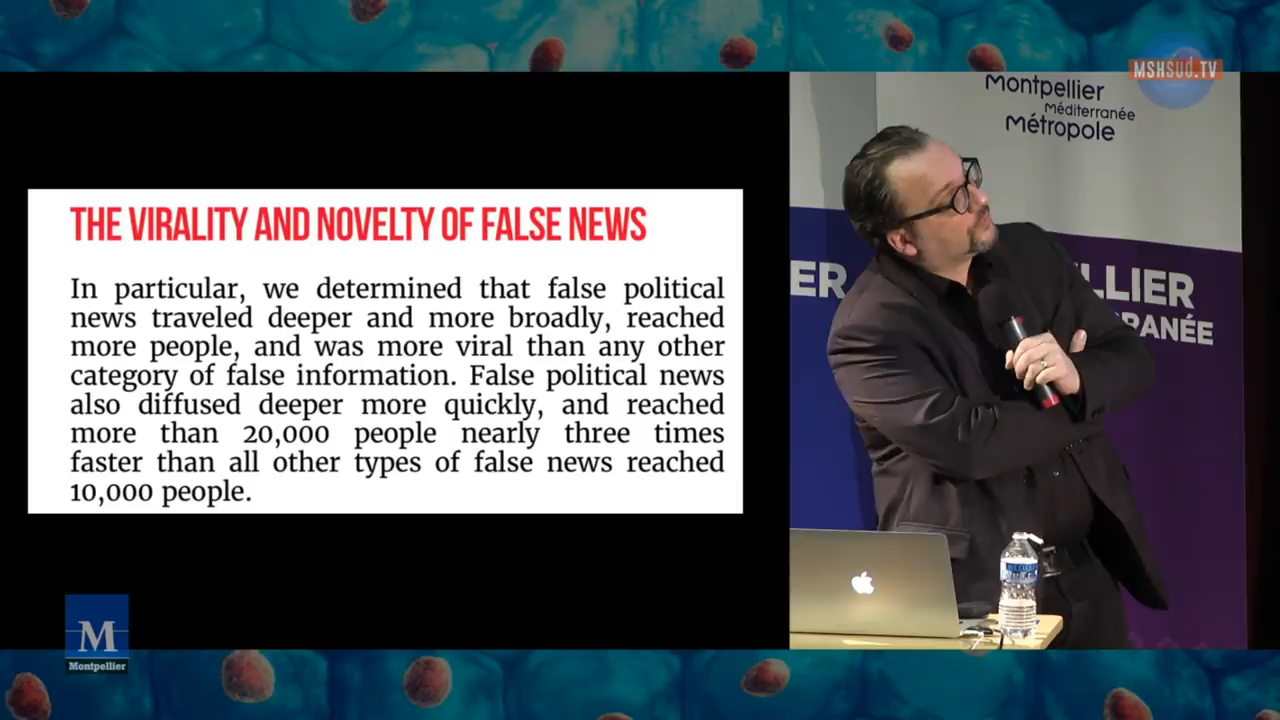 MSHSUD.TV
Montpellier
Méditerranée
Métropole
THE VIRALITY AND NOVELTY OF FALSE NEWS
In particular, we determined that false political
news traveled deeper and more broadly, reached
more people, and was more viral than any other
category of false information. False political news
also diffused deeper more quickly, and reached
more than 20,000 people nearly three times
faster than all other types of false news reached
10,000 people.
ER
LLIER
RANÉE
M
Montpellier